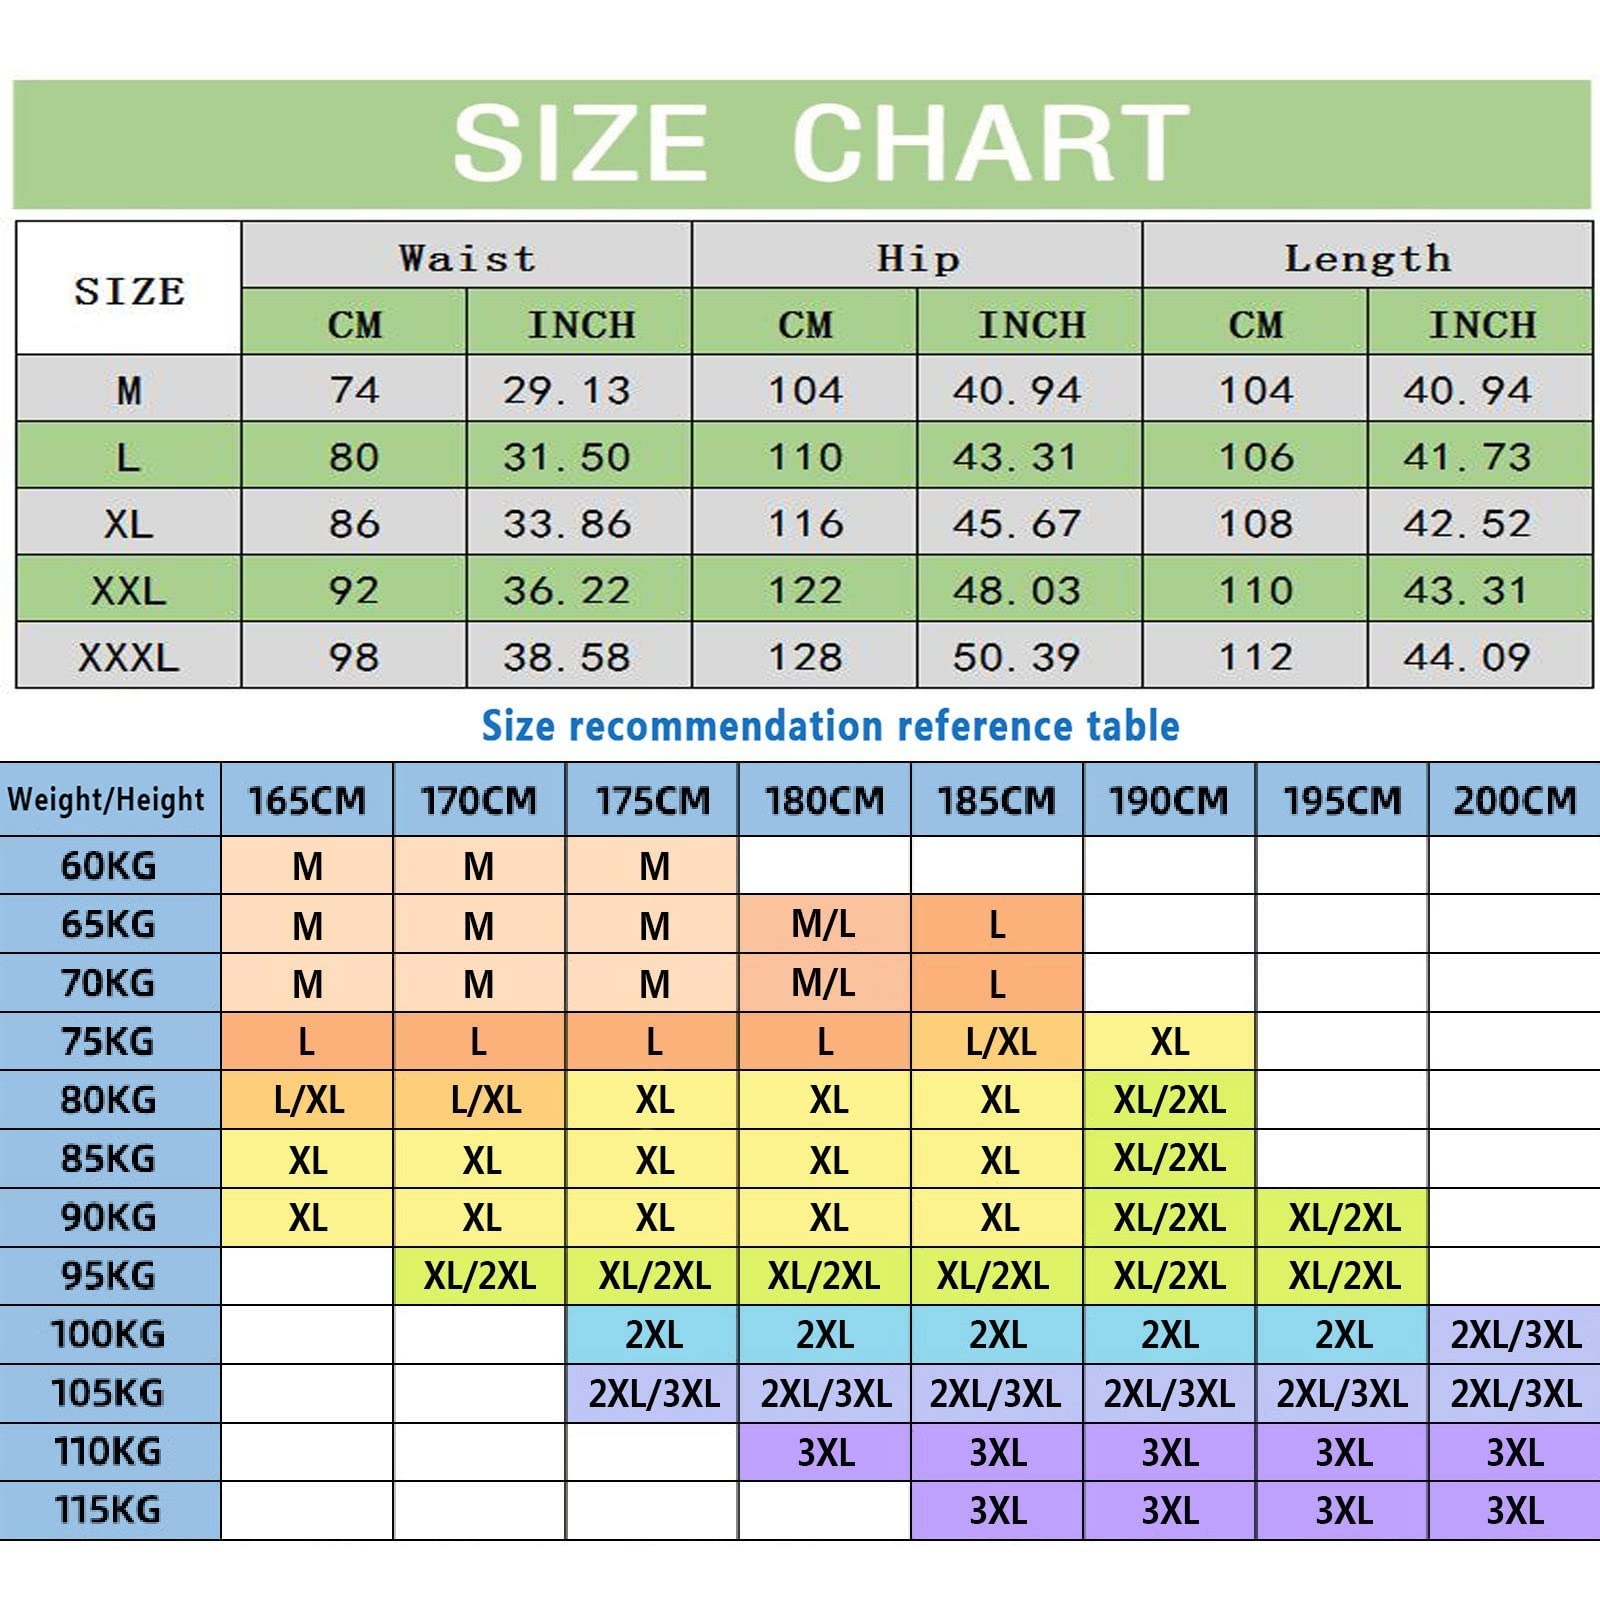 SIZE CHART
SIZE Waist Hip Length
CM INCH CM INCH CM INCH
M 74 29.13 104 40.94 104 40.94
L 80 31.50 110 43.31 106 41.73
XL 86 33.86 116 45.67 108 42.52
XXL 92 36.22 122 48.03 110 43.31
XXXL 98 38.58 128 50.39 112 44.09
Size recommendation reference table
Weight/Height 165CM 170CM 175CM 180CM 185CM 190CM 195CM 200CM
60KG M M M
65KG M M M M/L L
70KG M M M M/L L
75KG L L L L L/XL XL
80KG L/XL L/XL XL XL XL XL/2XL
85KG XL XL XL XL XL XL/2XL
90KG XL XL XL XL XL XL/2XL XL/2XL
95KG XL/2XL XL/2XL XL/2XL XL/2XL XL/2XL XL/2XL
100KG 2XL 2XL 2XL 2XL 2XL 2XL/3XL
105KG 2XL/3XL 2XL/3XL 2XL/3XL 2XL/3XL 2XL/3XL 2XL/3XL
110KG 3XL 3XL 3XL 3XL 3XL
115KG 3XL 3XL 3XL 3XL